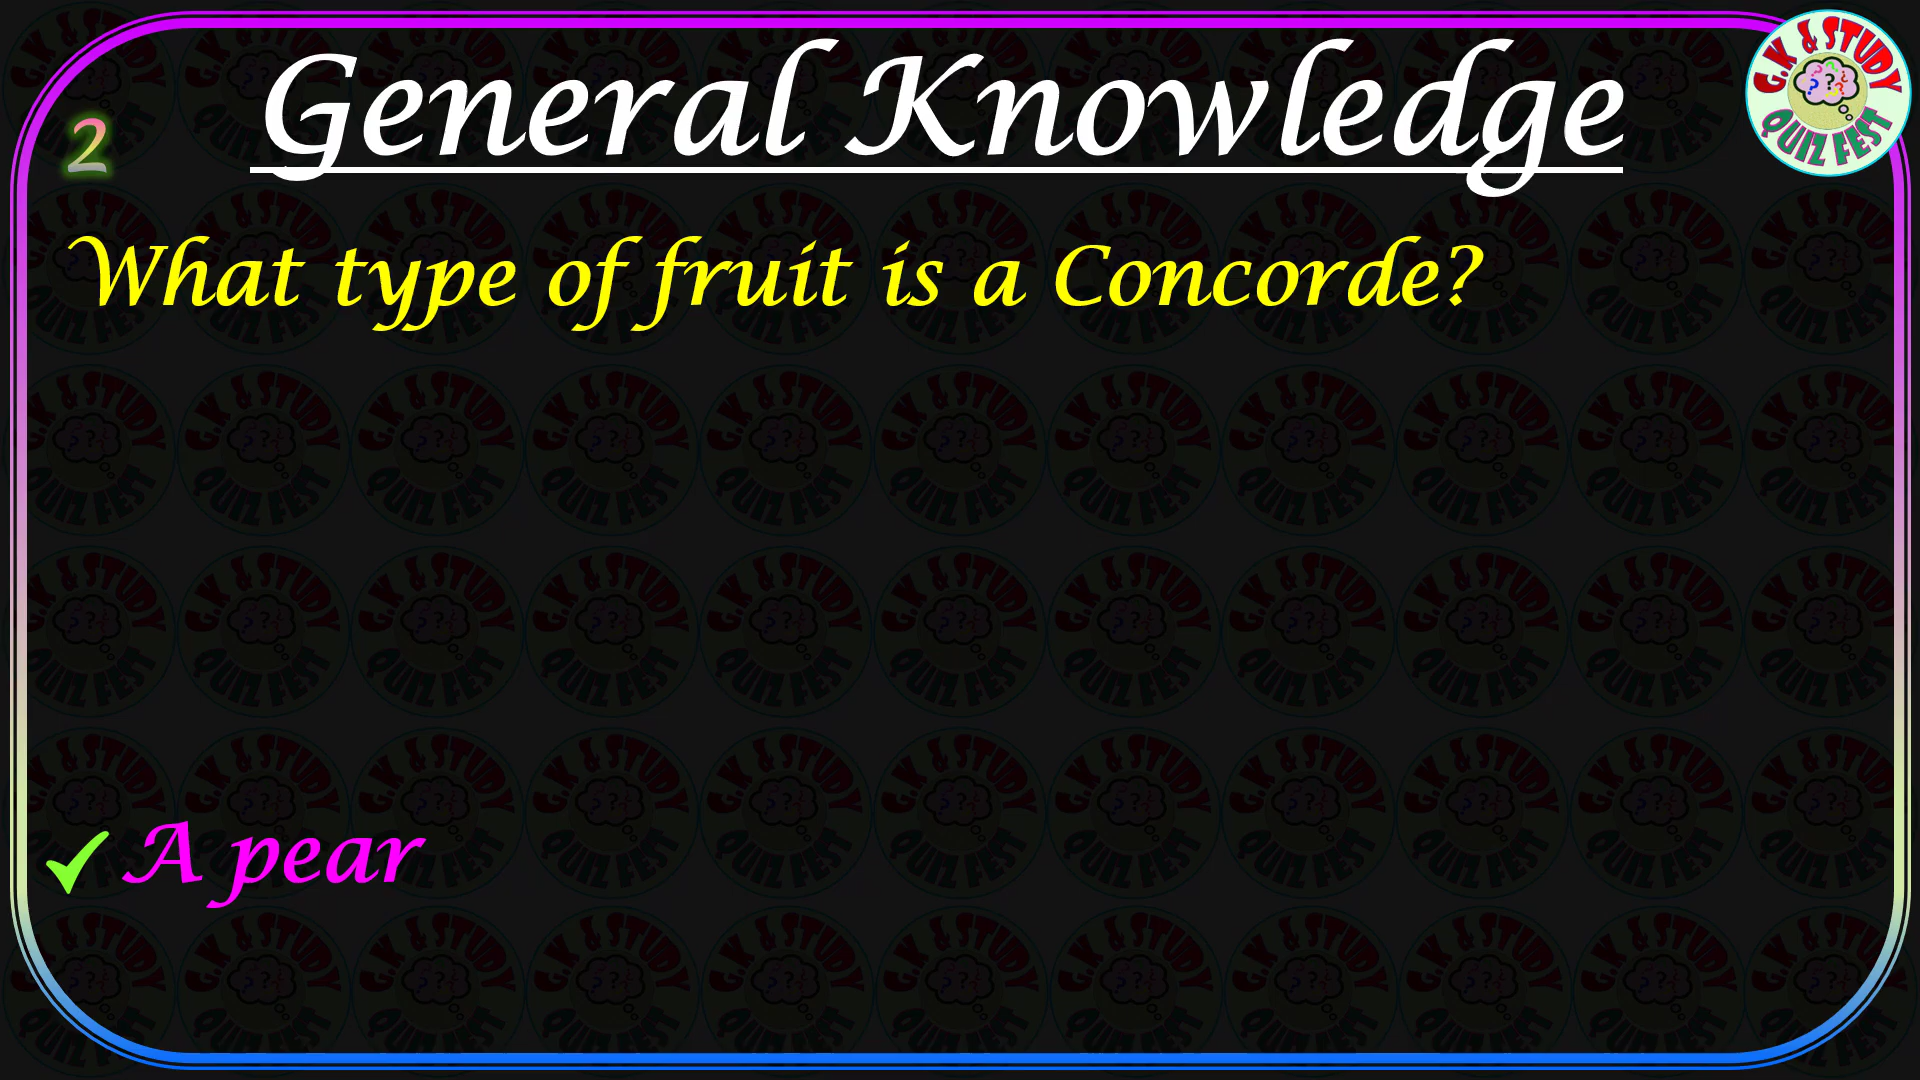 General Knowledge
G.K & STUDY
QUIZ FEST
2
What type of fruit is a Concorde?
A pear